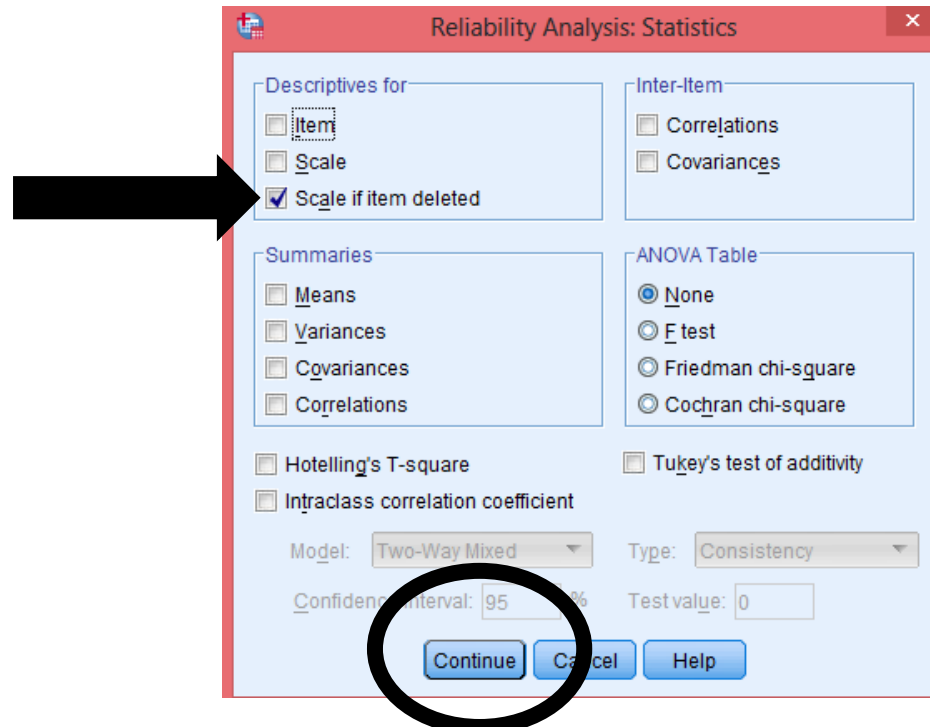 Reliability Analysis: Statistics
Descriptives for
Item
Scale
Scale if item deleted
Inter-Item
Correlations
Covariances
Summaries
Means
Variances
Covariances
Correlations
ANOVA Table
None
F test
Friedman chi-square
Cochran chi-square
Hotelling's T-square
Tukey's test of additivity
Intraclass correlation coefficient
Model: Two-Way Mixed Type: Consistency
Confidence interval: 95 % Test value: 0
Continue Cancel Help